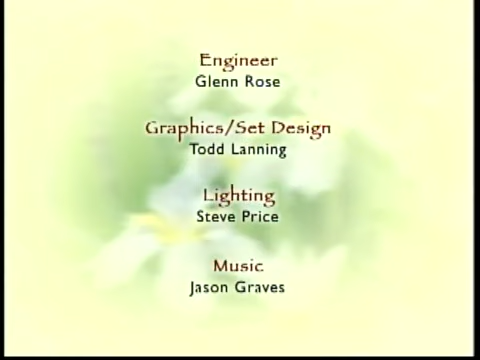 Engineer
Glenn Rose
Graphics/Set Design
Todd Lanning
Lighting
Steve Price
Music
Jason Graves